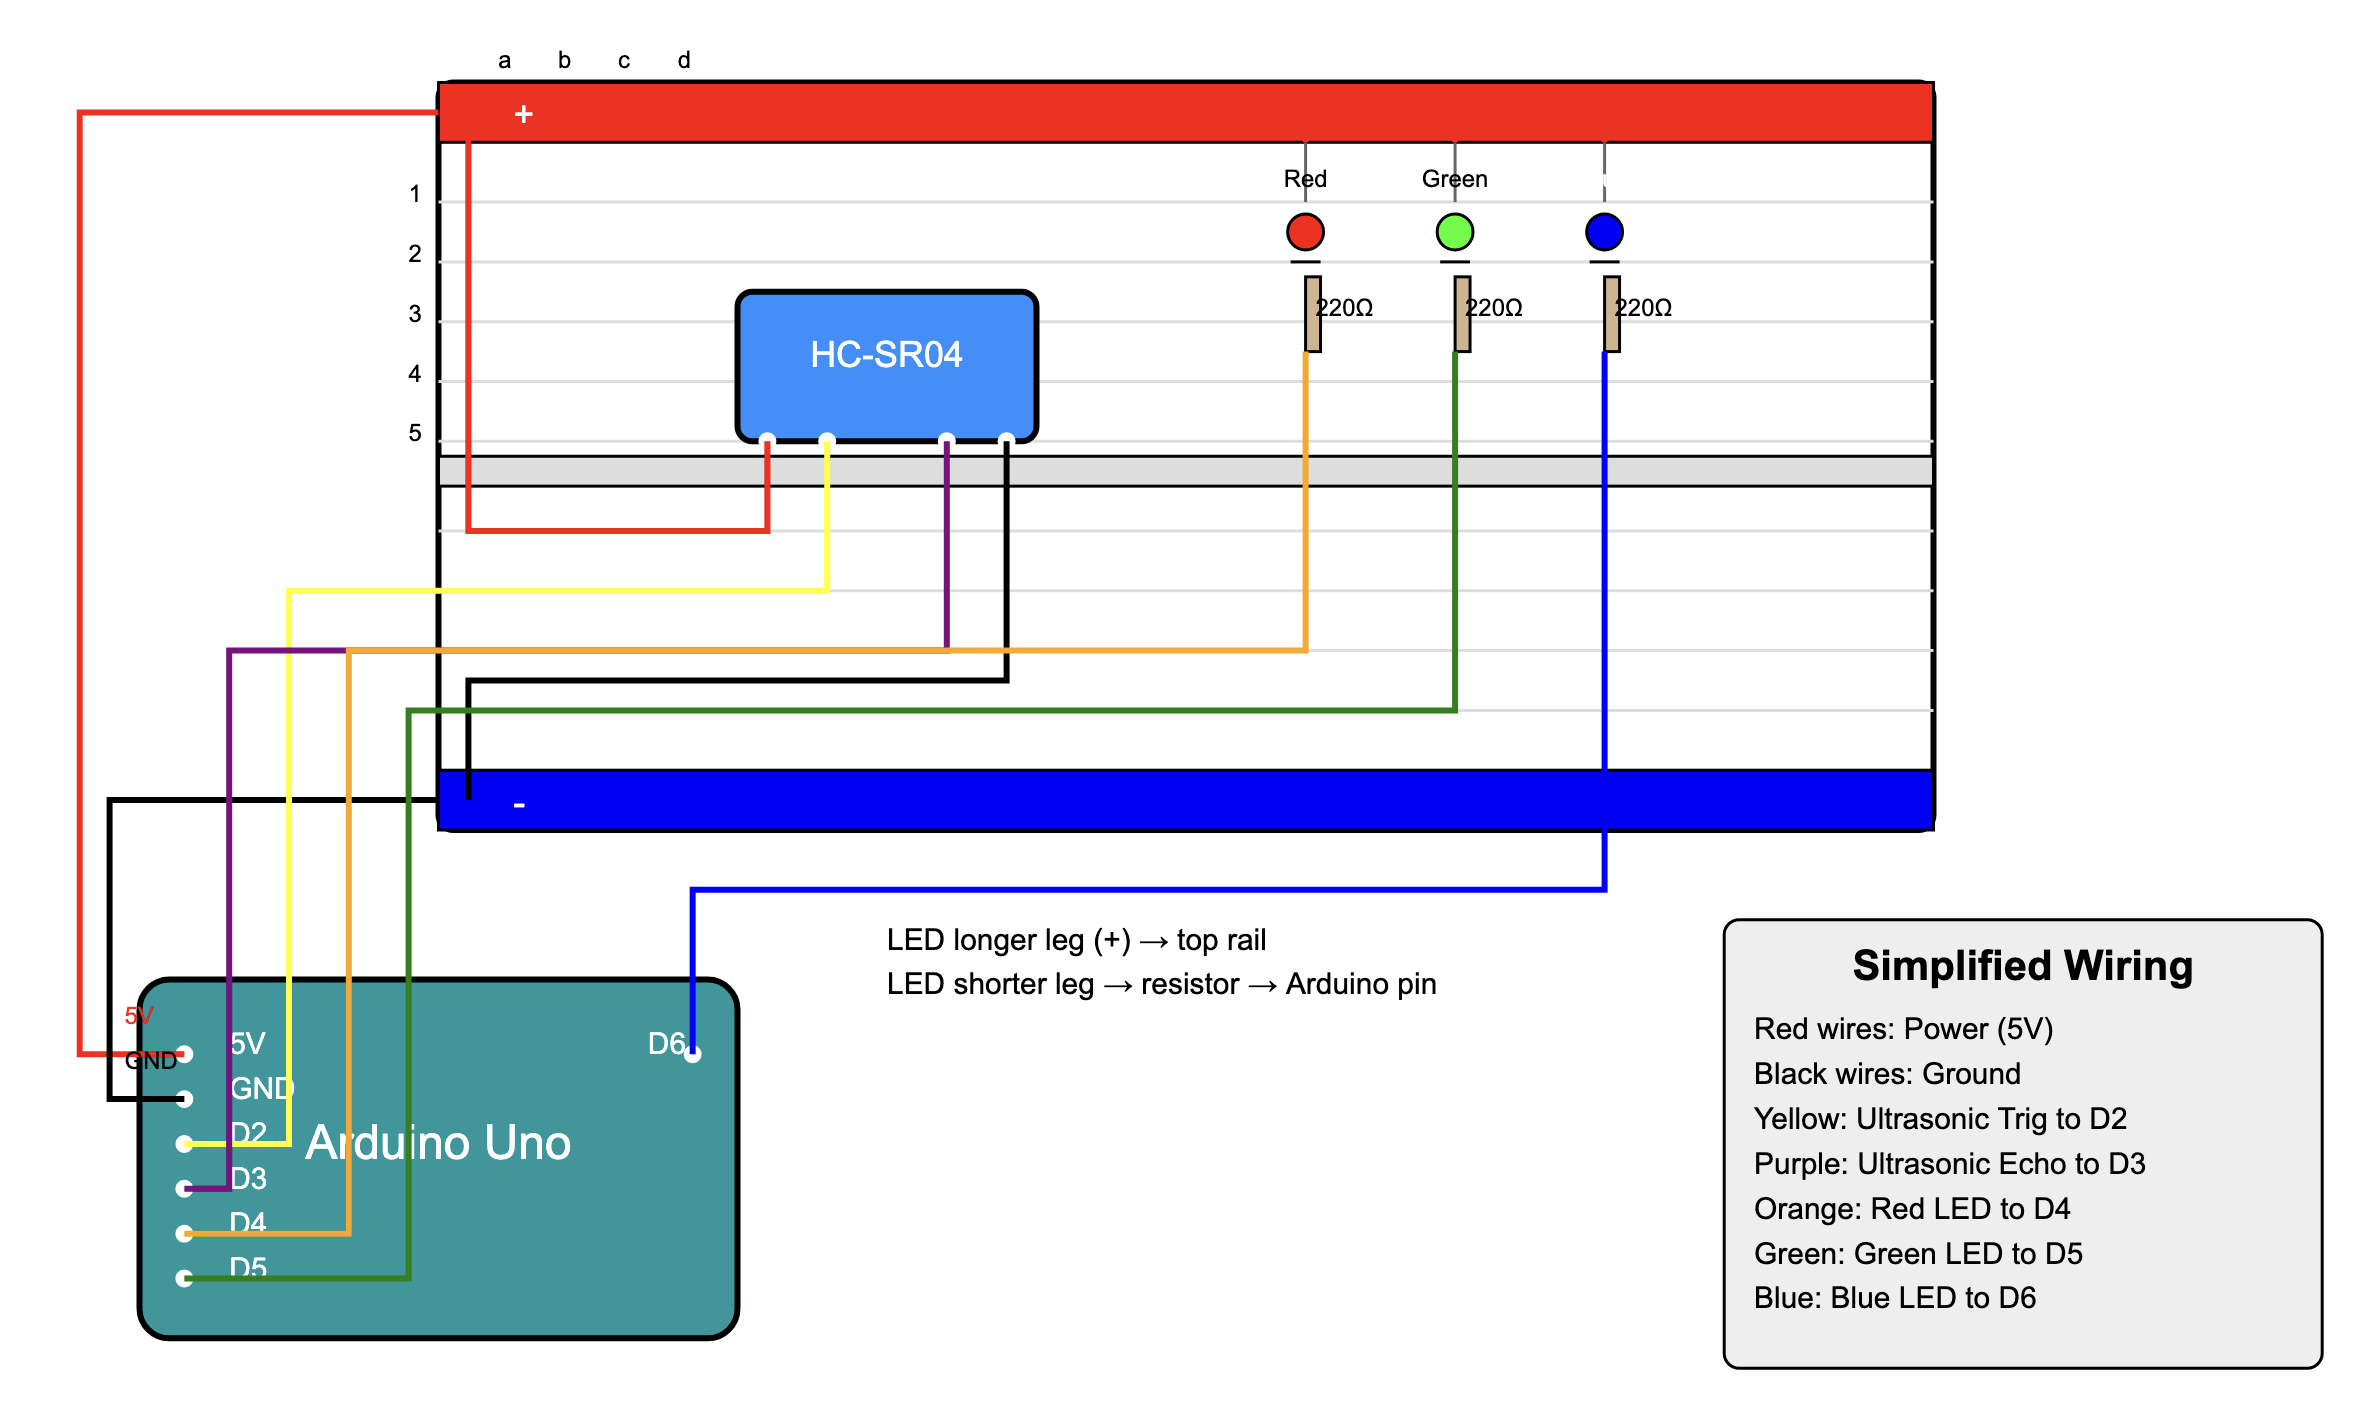 a b c d
+
Red Green
1
2
220Ω 220Ω 220Ω
3
HC-SR04
4
5
-
LED longer leg (+) → top rail
LED shorter leg → resistor → Arduino pin
5V
5V
D6
GND
GND
D2
Arduino Uno
D3
D4
D5
Simplified Wiring
Red wires: Power (5V)
Black wires: Ground
Yellow: Ultrasonic Trig to D2
Purple: Ultrasonic Echo to D3
Orange: Red LED to D4
Green: Green LED to D5
Blue: Blue LED to D6